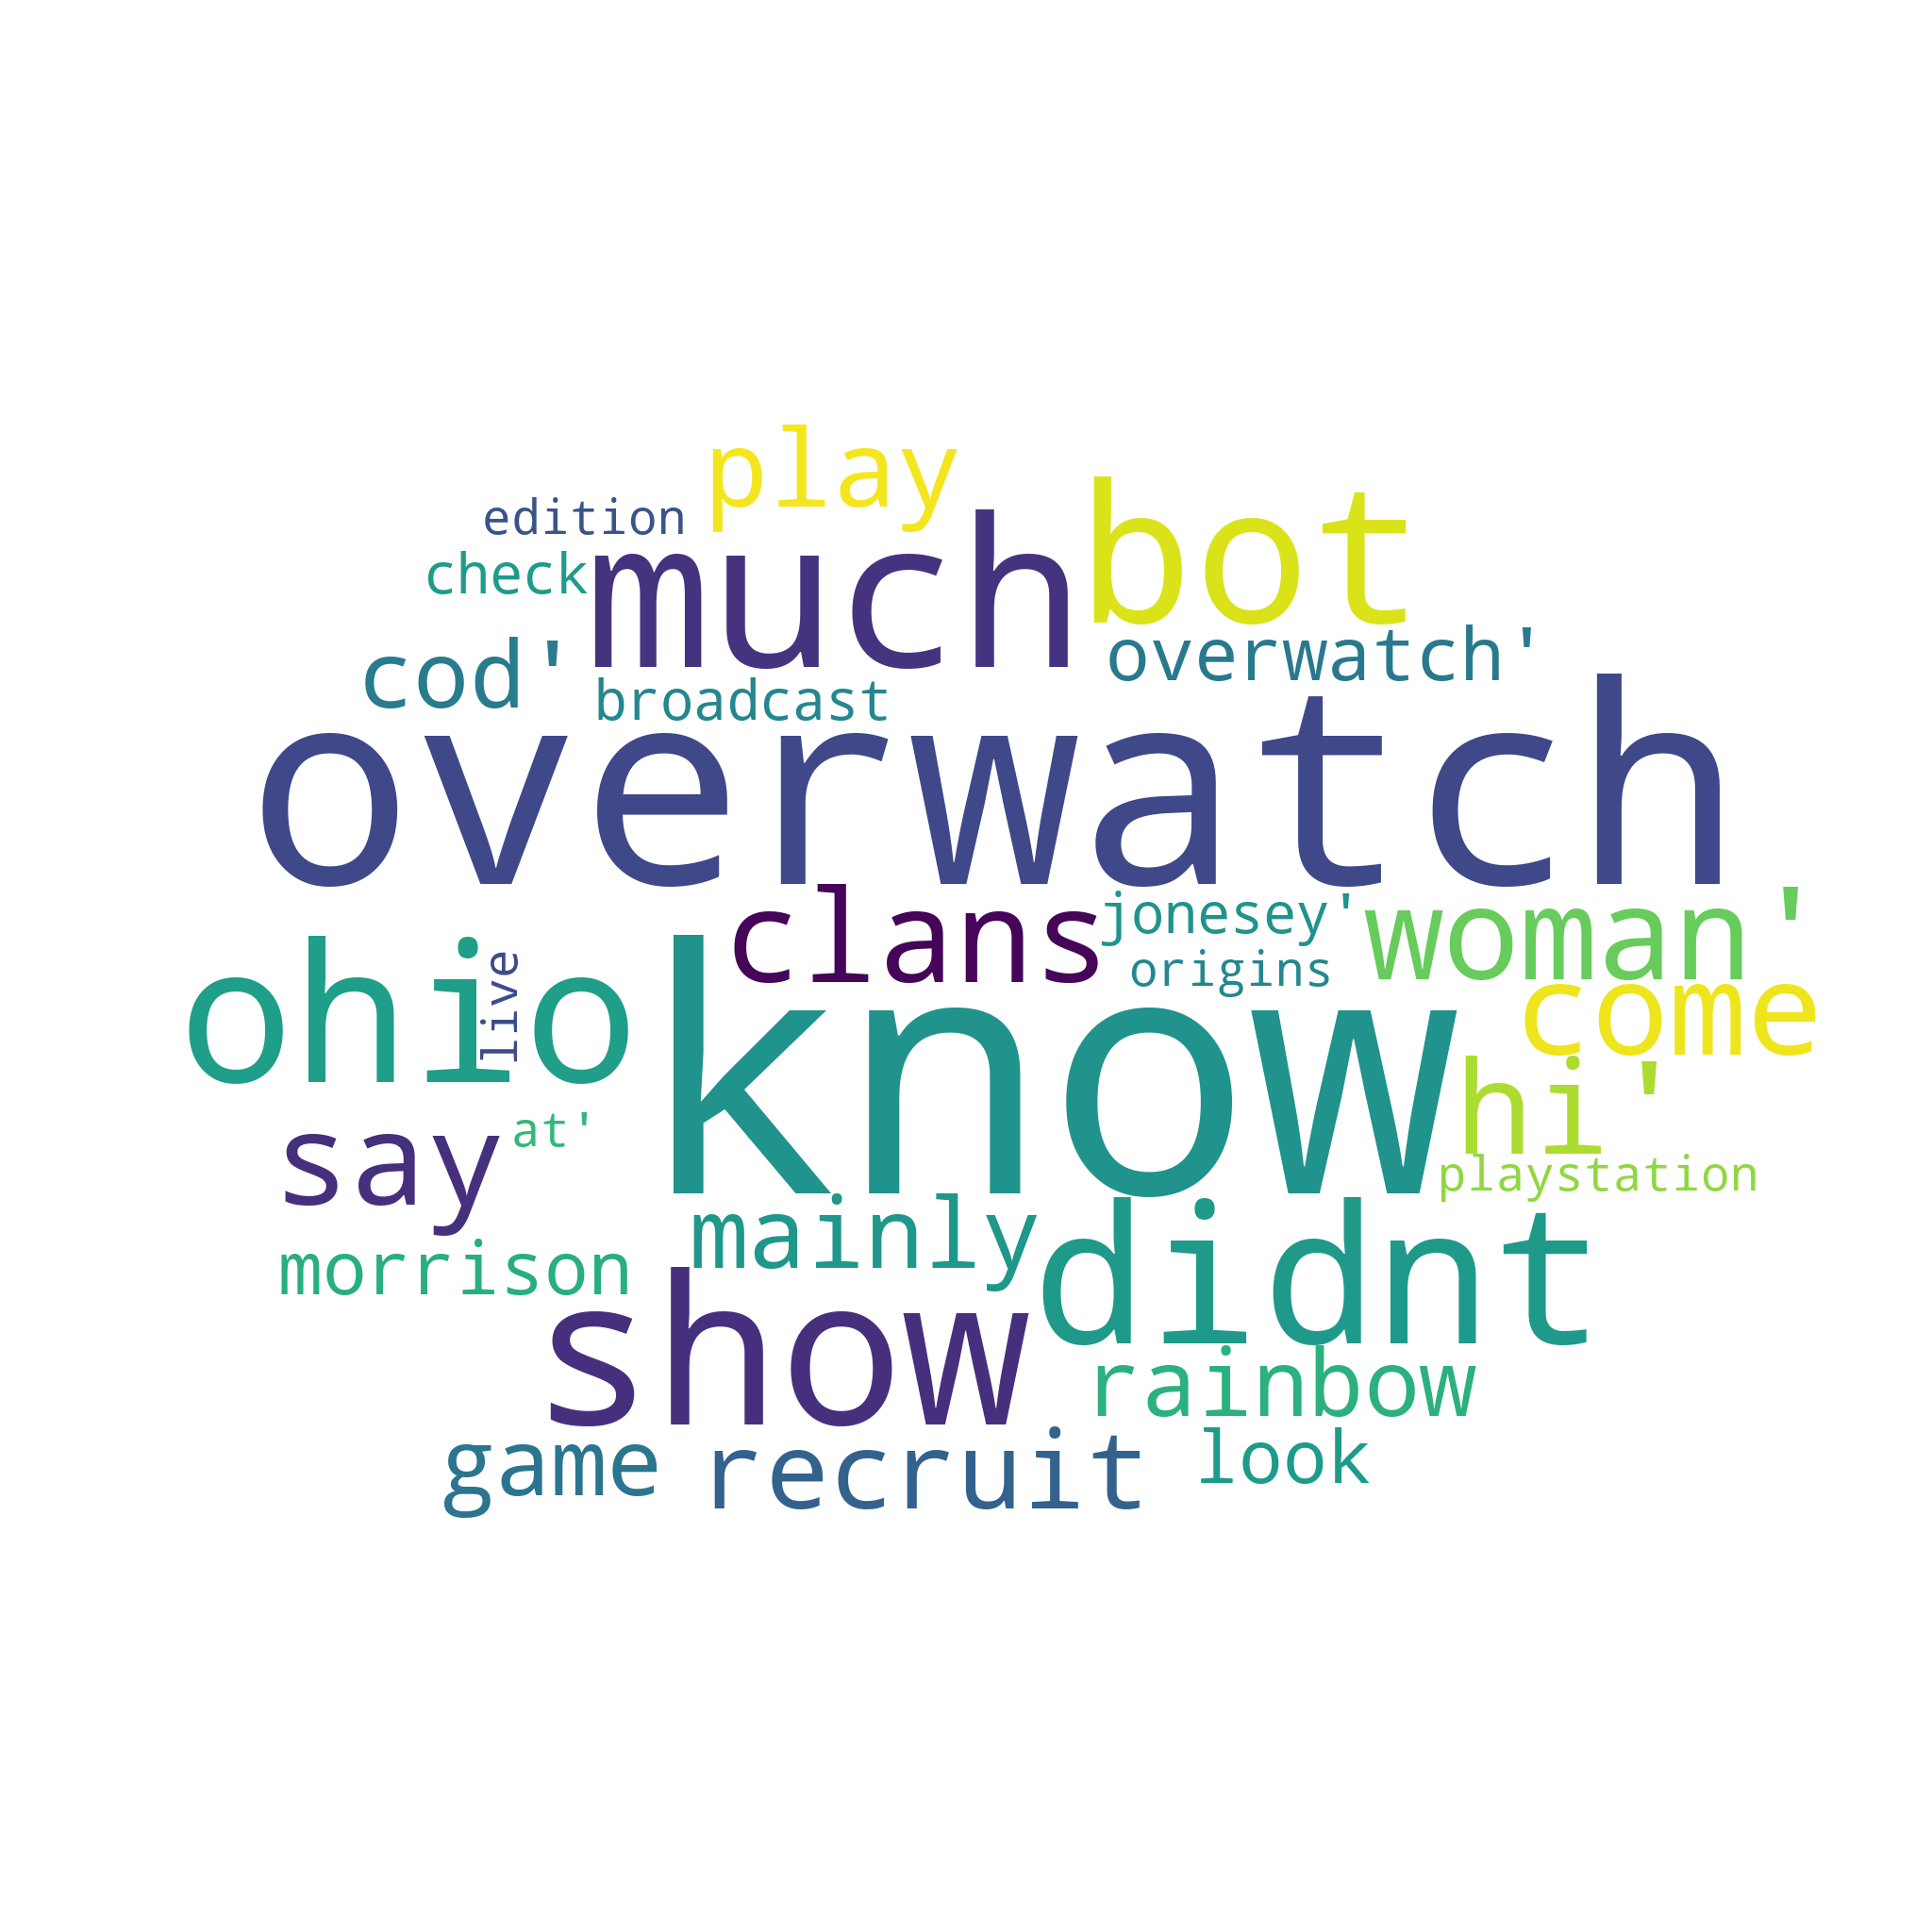 play
edition
much
bot
check
cod'
overwatch'
broadcast
overwatch
clans
jonesey'
woman'
ohio
live
origins
know
come
hi'
say
at'
playstation
mainly
didnt
morrison
show
rainbow
game
recruit
look